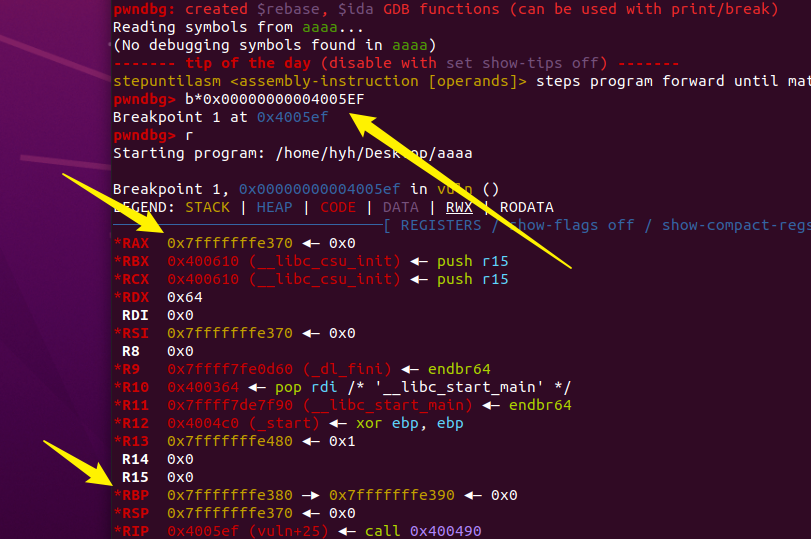 pwndbg: created $rebase, $ida GDB functions (can be used with print/break)
Reading symbols from aaaa...
(No debugging symbols found in aaaa)
------- tip of the day (disable with set show-tips off) -------
stepuntilasm <assembly-instruction [operands]> steps program forward until mat
pwndbg> b*0x00000000004005EF
Breakpoint 1 at 0x4005ef
pwndbg> r
Starting program: /home/hyh/Desktop/aaaa
Breakpoint 1, 0x00000000004005ef in vuln ()
LEGEND: STACK | HEAP | CODE | DATA | RWX | RODATA
[ REGISTERS / show-flags off / show-compact-regs
*RAX  0x7fffffffe370 ◂— 0x0
*RBX  0x400610 (__libc_csu_init) ◂— push r15
*RCX  0x400610 (__libc_csu_init) ◂— push r15
*RDX  0x64
 RDI  0x0
*RSI  0x7fffffffe370 ◂— 0x0
 R8   0x0
*R9   0x7ffff7fe0d60 (_dl_fini) ◂— endbr64
*R10  0x400364 ◂— pop rdi /* '__libc_start_main' */
*R11  0x7ffff7de7f90 (__libc_start_main) ◂— endbr64
*R12  0x4004c0 (_start) ◂— xor ebp, ebp
*R13  0x7fffffffe480 ◂— 0x1
 R14  0x0
 R15  0x0
*RBP  0x7fffffffe380 —▸ 0x7fffffffe390 ◂— 0x0
*RSP  0x7fffffffe370 ◂— 0x0
*RIP  0x4005ef (vuln+25) ◂— call 0x400490